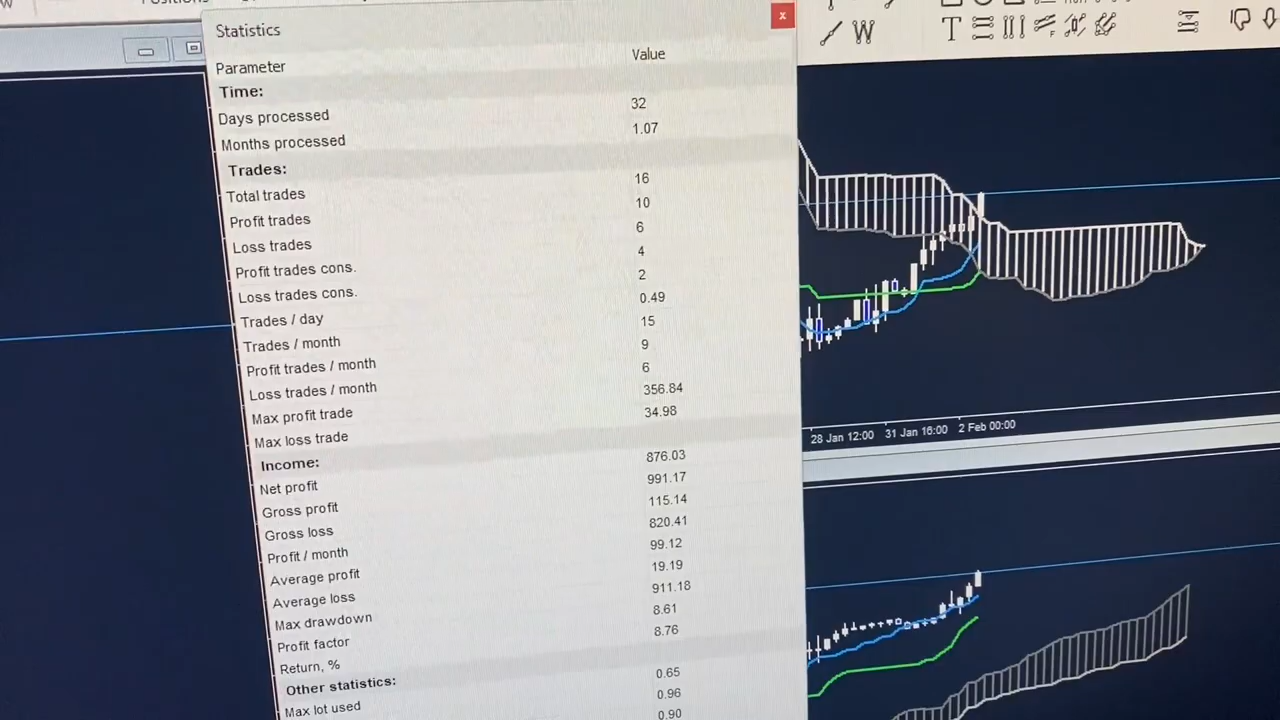 Statistics
Parameter Value
Time:
Days processed 32
Months processed 1.07
Trades:
Total trades 16
Profit trades 10
Loss trades 6
Profit trades cons. 4
Loss trades cons. 2
Trades / day 0.49
Trades / month 15
Profit trades / month 9
Loss trades / month 6
Max profit trade 356.84
Max loss trade 34.98
Income:
Net profit 876.03
Gross profit 991.17
Gross loss 115.14
Profit / month 820.41
Average profit 99.12
Average loss 19.19
Max drawdown 911.18
Profit factor 8.61
Return, % 8.76
Other statistics:
Max lot used 0.65
0.96
0.90
T
W
28 Jan 12:00 31 Jan 16:00 2 Feb 00:00